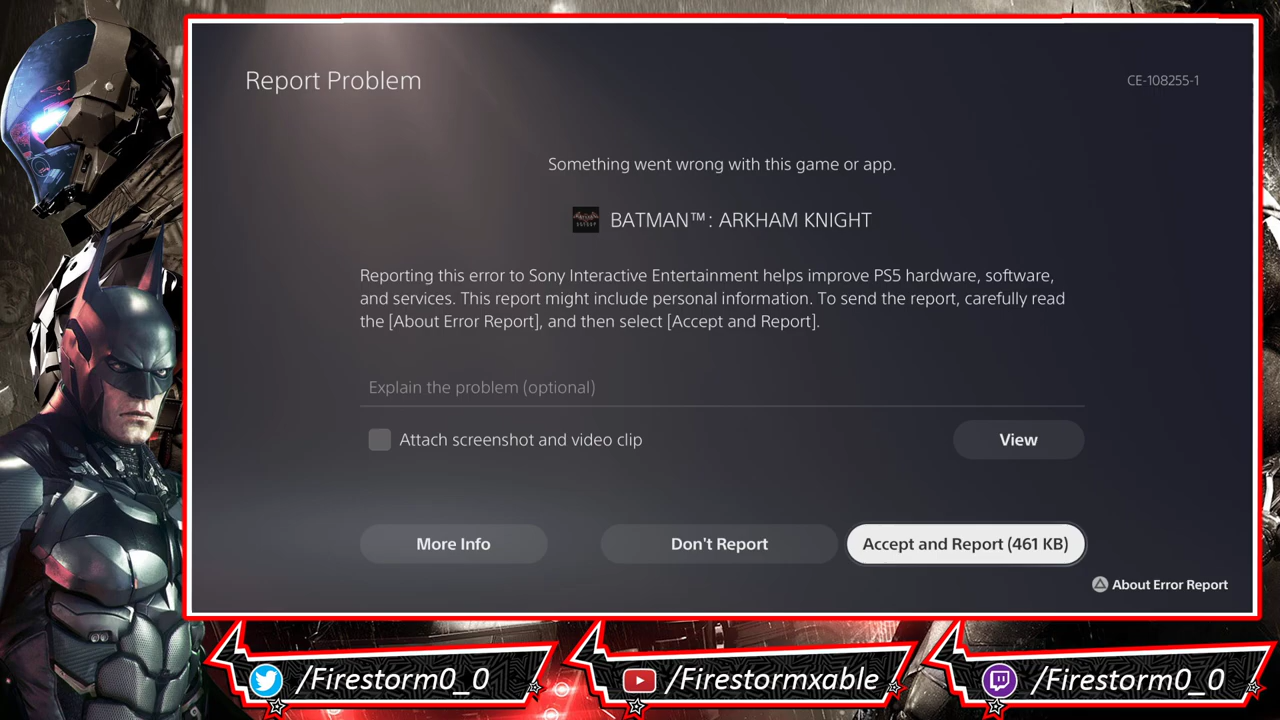 Report Problem
CE-108255-1
Something went wrong with this game or app.
BATMAN™: ARKHAM KNIGHT
Reporting this error to Sony Interactive Entertainment helps improve PS5 hardware, software,
and services. This report might include personal information. To send the report, carefully read
the [About Error Report], and then select [Accept and Report].
Explain the problem (optional)
Attach screenshot and video clip
View
More Info
Don't Report
Accept and Report (461 KB)
About Error Report
/Firestorm0_0
/Firestormxable
/Firestorm0_0